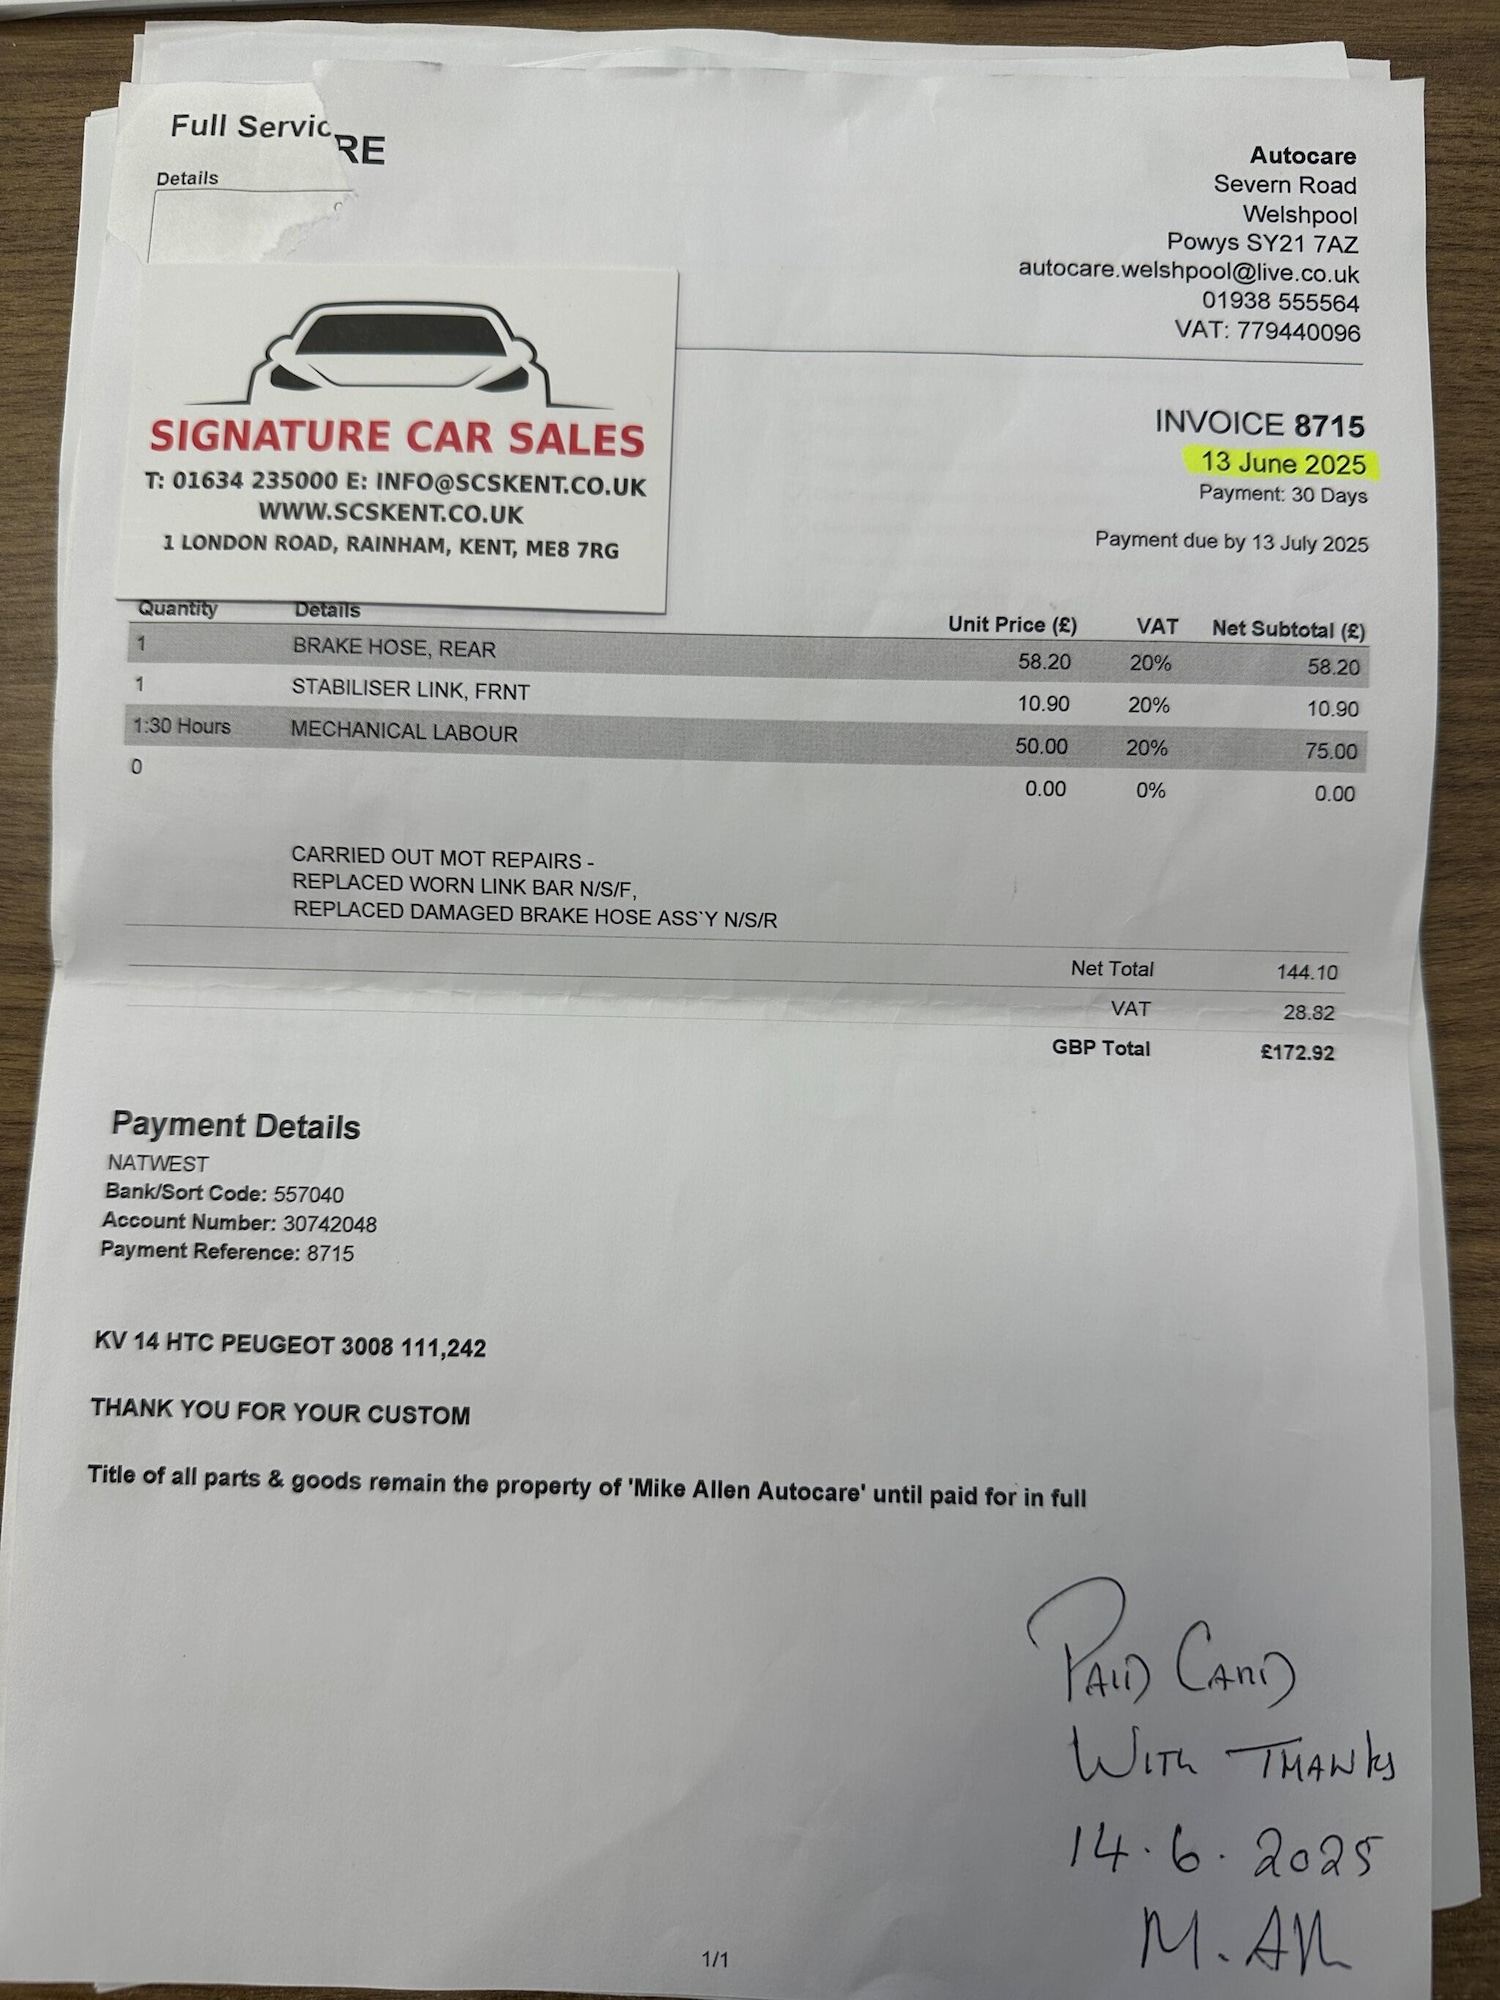 Full Servic
RE
Details
Autocare
Severn Road
Welshpool
Powys SY21 7AZ
autocare.welshpool@live.co.uk
01938 555564
VAT: 779440096
SIGNATURE CAR SALES
T: 01634 235000 E: INFO@SCSKENT.CO.UK
WWW.SCSKENT.CO.UK
1 LONDON ROAD, RAINHAM, KENT, ME8 7RG
INVOICE 8715
13 June 2025
Payment: 30 Days
Payment due by 13 July 2025
Quantity Details Unit Price (£) VAT Net Subtotal (£)
1 BRAKE HOSE, REAR 58.20 20% 58.20
1 STABILISER LINK, FRNT 10.90 20% 10.90
1:30 Hours MECHANICAL LABOUR 50.00 20% 75.00
0 0.00 0% 0.00
CARRIED OUT MOT REPAIRS -
REPLACED WORN LINK BAR N/S/F,
REPLACED DAMAGED BRAKE HOSE ASS`Y N/S/R
Net Total 144.10
VAT 28.82
GBP Total £172.92
Payment Details
NATWEST
Bank/Sort Code: 557040
Account Number: 30742048
Payment Reference: 8715
KV 14 HTC PEUGEOT 3008 111,242
THANK YOU FOR YOUR CUSTOM
Title of all parts & goods remain the property of 'Mike Allen Autocare' until paid for in full
PAID CARD
WITH THANKS
14.6.2025
M.
1/1